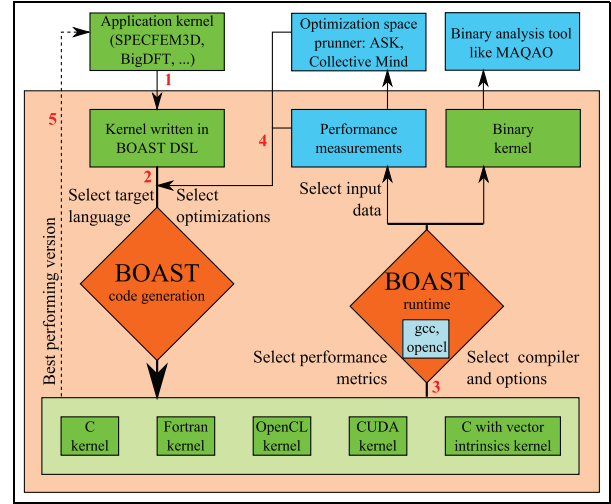 Application kernel
(SPECFEM3D,
BigDFT, ...)
Optimization space
prunner: ASK,
Collective Mind
Binary analysis tool
like MAQAO
1
5
Kernel written in
BOAST DSL
4
Performance
measurements
Binary
kernel
2
Select target
language
Select
optimizations
Select input
data
BOAST
code generation
BOAST
runtime
gcc,
opencl
Best performing version
Select performance
metrics
Select compiler
and options
3
C
kernel
Fortran
kernel
OpenCL
kernel
CUDA
kernel
C with vector
intrinsics kernel